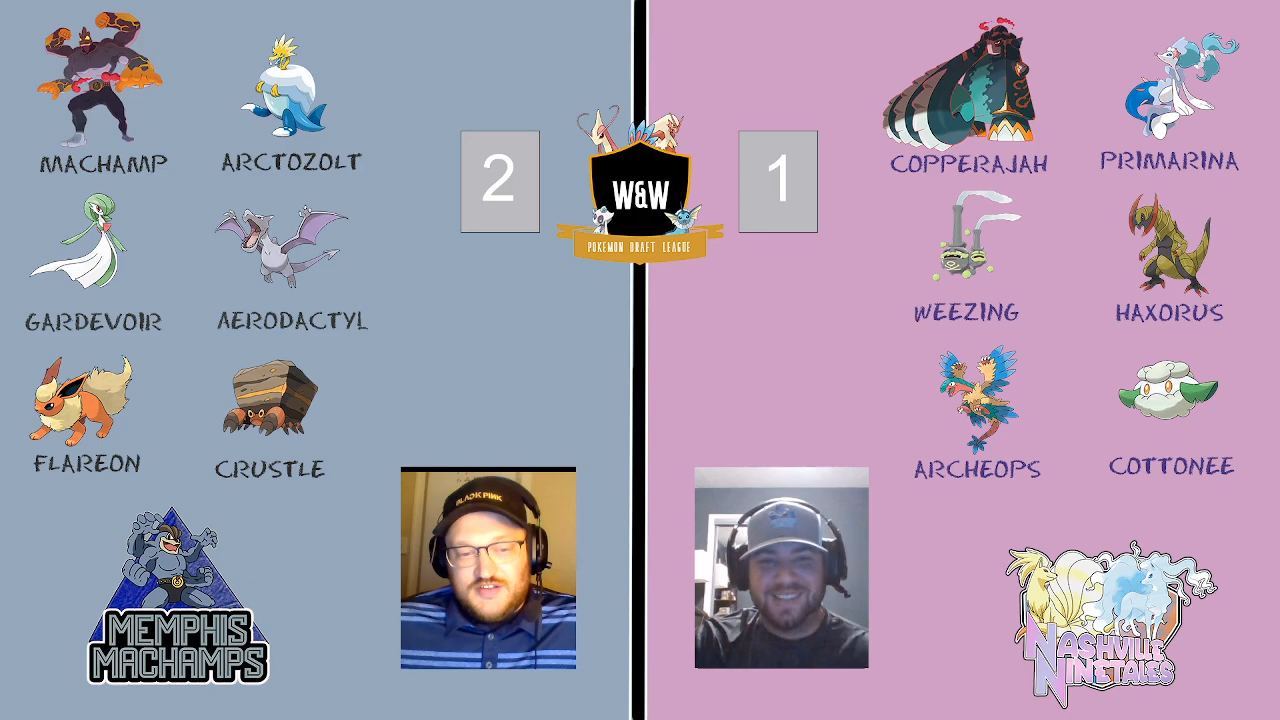 MACHAMP
ARCTOZOLT
GARDEVOIR
AERODACTYL
FLAREON
CRUSTLE
MEMPHIS
MACHAMPS
2
W&W
POKEMON DRAFT LEAGUE
1
BLACKPINK
COPPERAJAH
PRIMARINA
WEEZING
HAXORUS
ARCHEOPS
COTTONEE
NASHVILLE
NINETALES